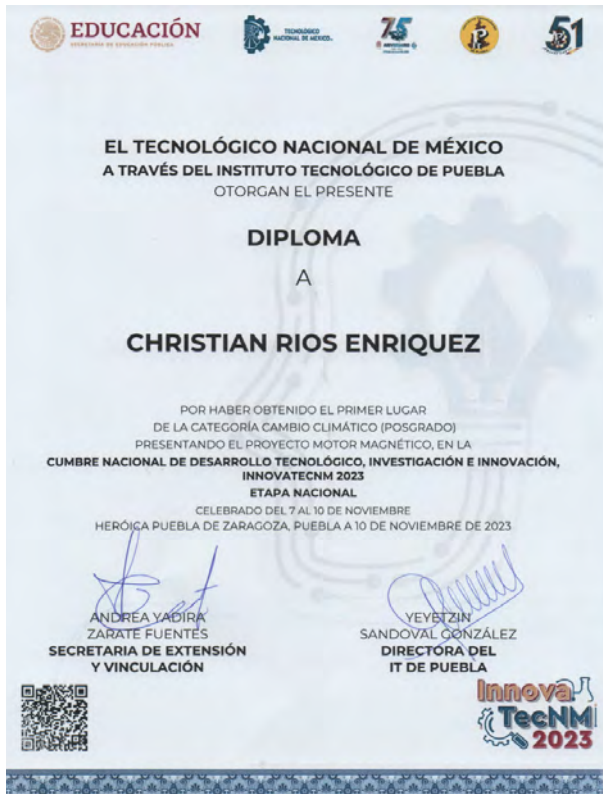 EDUCACIÓN
SECRETARÍA DE EDUCACIÓN PÚBLICA
TECNOLÓGICO
NACIONAL DE MÉXICO
75
51
EL TECNOLÓGICO NACIONAL DE MÉXICO
A TRAVÉS DEL INSTITUTO TECNOLÓGICO DE PUEBLA
OTORGAN EL PRESENTE
DIPLOMA
A
CHRISTIAN RIOS ENRIQUEZ
POR HABER OBTENIDO EL PRIMER LUGAR
DE LA CATEGORÍA CAMBIO CLIMÁTICO (POSGRADO)
PRESENTANDO EL PROYECTO MOTOR MAGNÉTICO, EN LA
CUMBRE NACIONAL DE DESARROLLO TECNOLÓGICO, INVESTIGACIÓN E INNOVACIÓN,
INNOVATECNM 2023
ETAPA NACIONAL
CELEBRADO DEL 7 AL 10 DE NOVIEMBRE
HERÓICA PUEBLA DE ZARAGOZA, PUEBLA A 10 DE NOVIEMBRE DE 2023
ANDREA YADIRA
ZARATE FUENTES
SECRETARIA DE EXTENSIÓN
Y VINCULACIÓN
YEYETZIN
SANDOVAL GONZÁLEZ
DIRECTORA DEL
IT DE PUEBLA
Innova
TecNM
2023